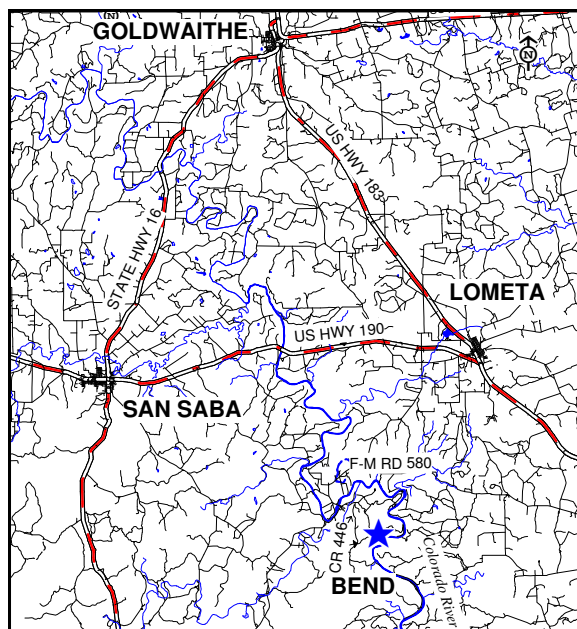 GOLDWAITHE
N
STATE HWY 16
US HWY 183
LOMETA
US HWY 190
SAN SABA
F-M RD 580
CR 446
BEND
Colorado River